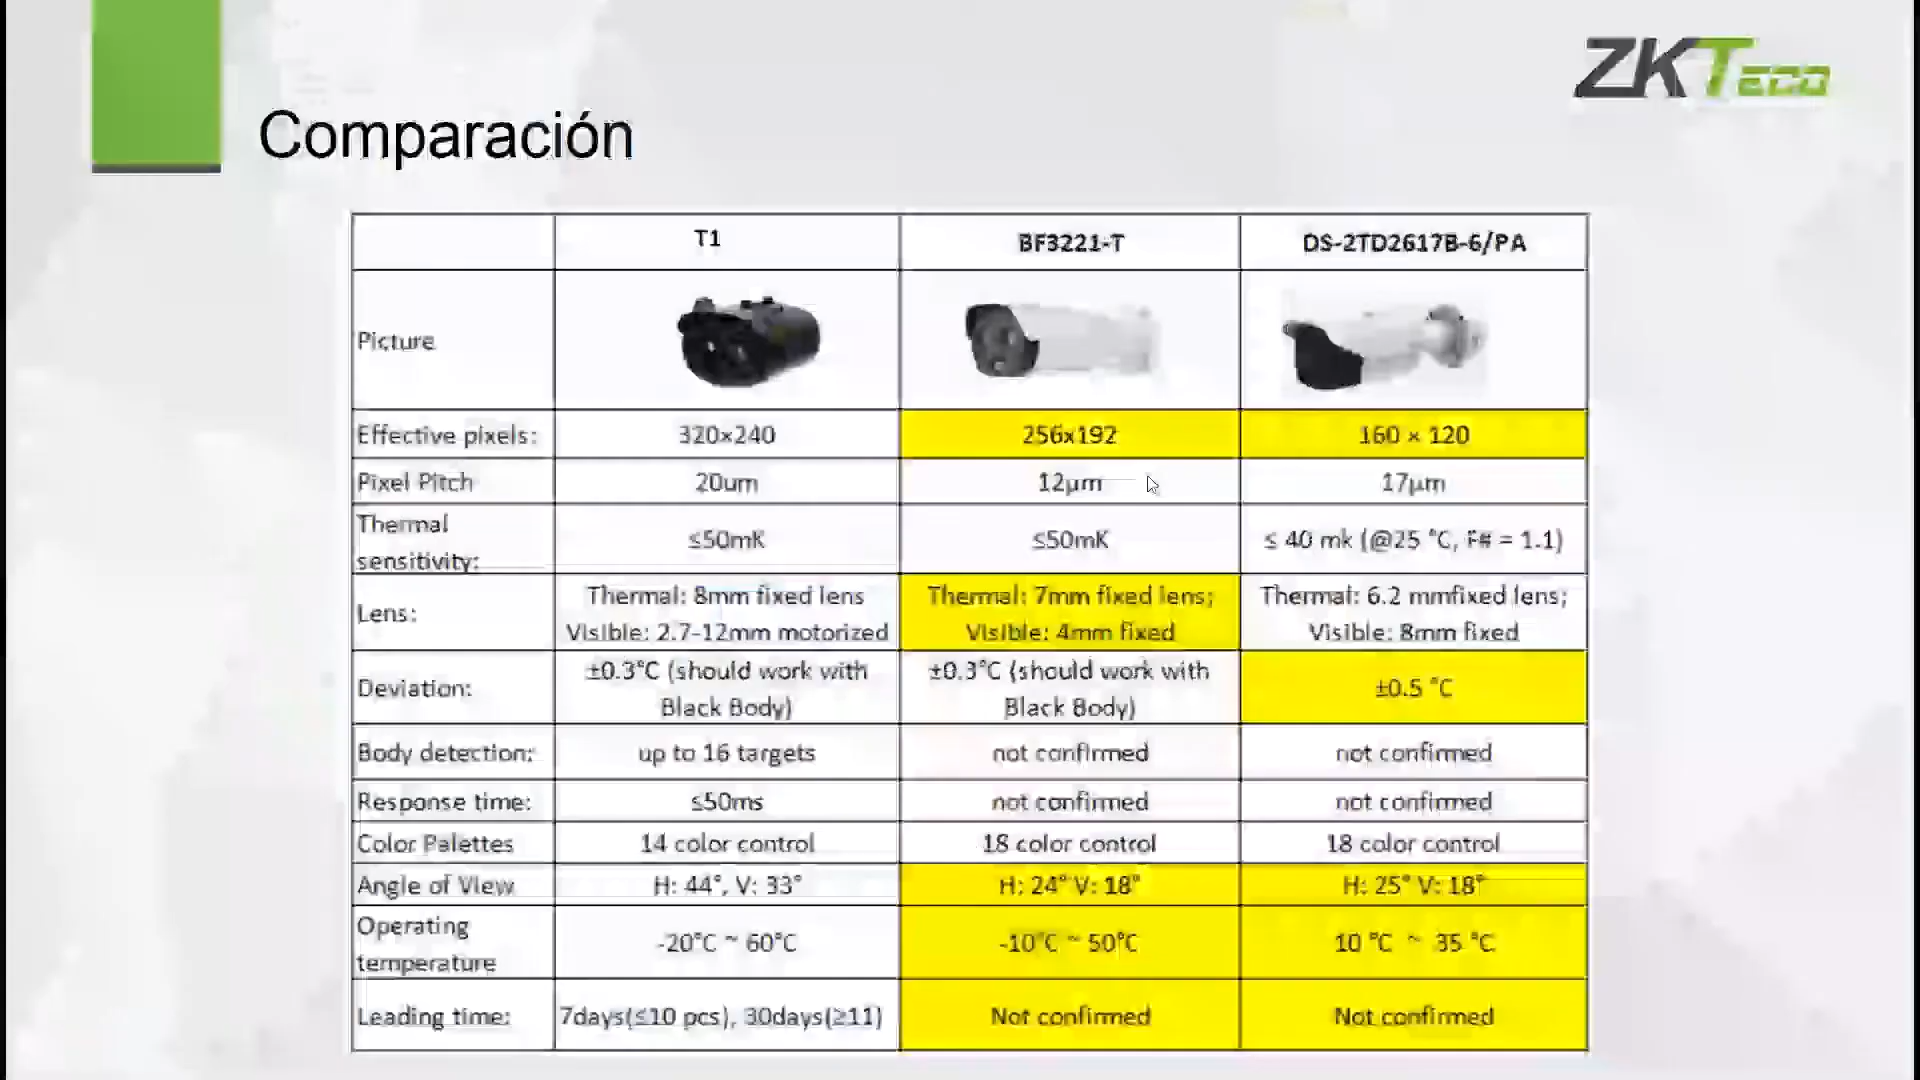 ZKTeco
Comparación
T1 BF3221-T DS-2TD2617B-6/PA
Picture
Effective pixels: 320x240 256x192 160 × 120
Pixel Pitch 20um 12μm 17μm
Thermal sensitivity: ≤50mK ≤50mK ≤ 40 mk (@25 °C, F# = 1.1)
Lens: Thermal: 8mm fixed lens Thermal: 7mm fixed lens; Thermal: 6.2 mmfixed lens;
Visible: 2.7-12mm motorized Visible: 4mm fixed Visible: 8mm fixed
Deviation: ±0.3°C (should work with Black Body) ±0.3°C (should work with Black Body) ±0.5 °C
Body detection: up to 16 targets not confirmed not confirmed
Response time: ≤50ms not confirmed not confirmed
Color Palettes 14 color control 18 color control 18 color control
Angle of View H: 44°, V: 33° H: 24° V: 18° H: 25° V: 18°
Operating temperature -20°C ~ 60°C -10°C ~ 50°C 10 °C ~ 35 °C
Leading time: 7days(≤10 pcs), 30days(≥11) Not confirmed Not confirmed